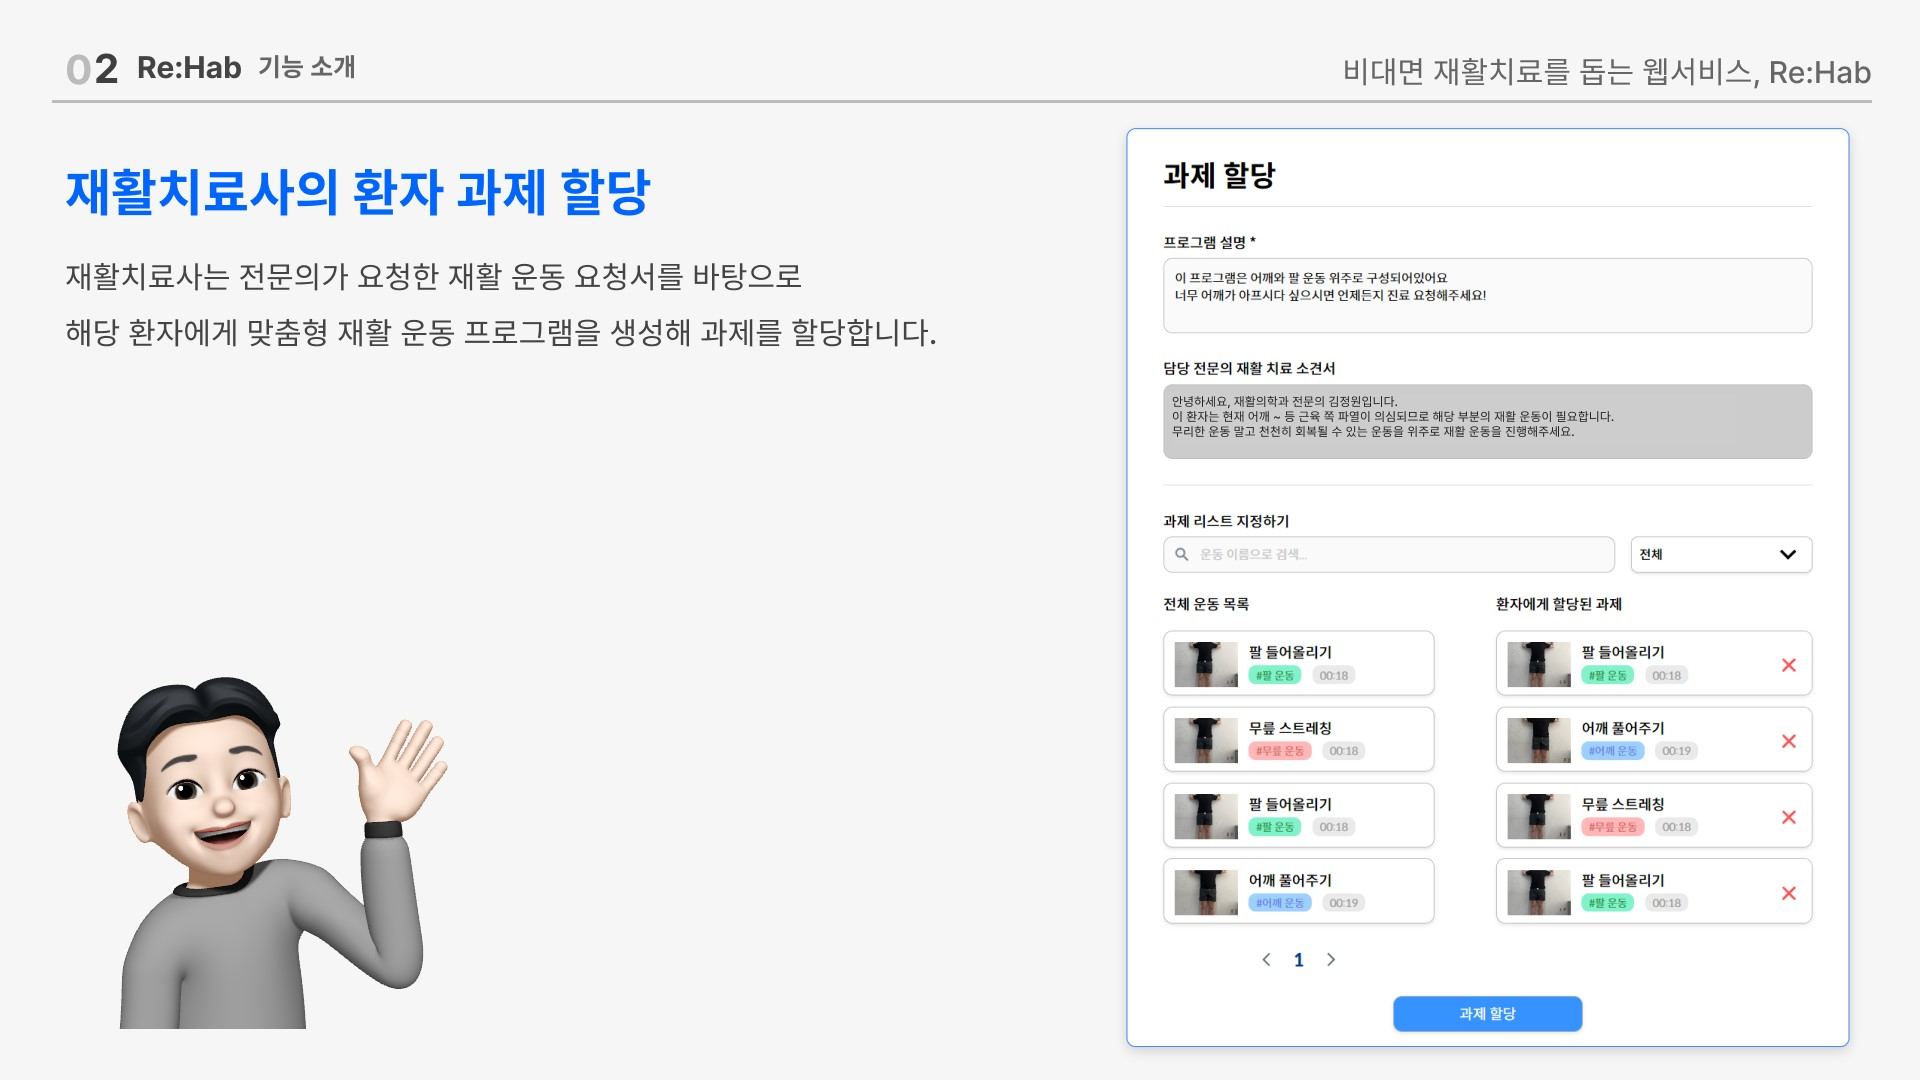 02 Re:Hab 기능 소개
비대면 재활치료를 돕는 웹서비스, Re:Hab
재활치료사의 환자 과제 할당
재활치료사는 전문의가 요청한 재활 운동 요청서를 바탕으로
해당 환자에게 맞춤형 재활 운동 프로그램을 생성해 과제를 할당합니다.
과제 할당
프로그램 설명 *
이 프로그램은 어깨와 팔 운동 위주로 구성되어있어요
너무 어깨가 아프시다 싶으시면 언제든지 진료 요청해주세요!
담당 전문의 재활 치료 소견서
안녕하세요, 재활의학과 전문의 김정원입니다.
이 환자는 현재 어깨 ~ 등 근육 쪽 파열이 의심되므로 해당 부분의 재활 운동이 필요합니다.
무리한 운동 말고 천천히 회복될 수 있는 운동을 위주로 재활 운동을 진행해주세요.
과제 리스트 지정하기
운동 이름으로 검색...
전체
전체 운동 목록
팔 들어올리기
#팔 운동 00:18
무릎 스트레칭
#무릎 운동 00:18
팔 들어올리기
#팔 운동 00:18
어깨 풀어주기
#어깨 운동 00:19
1
환자에게 할당된 과제
팔 들어올리기
#팔 운동 00:18
어깨 풀어주기
#어깨 운동 00:19
무릎 스트레칭
#무릎 운동 00:18
팔 들어올리기
#팔 운동 00:18
과제 할당